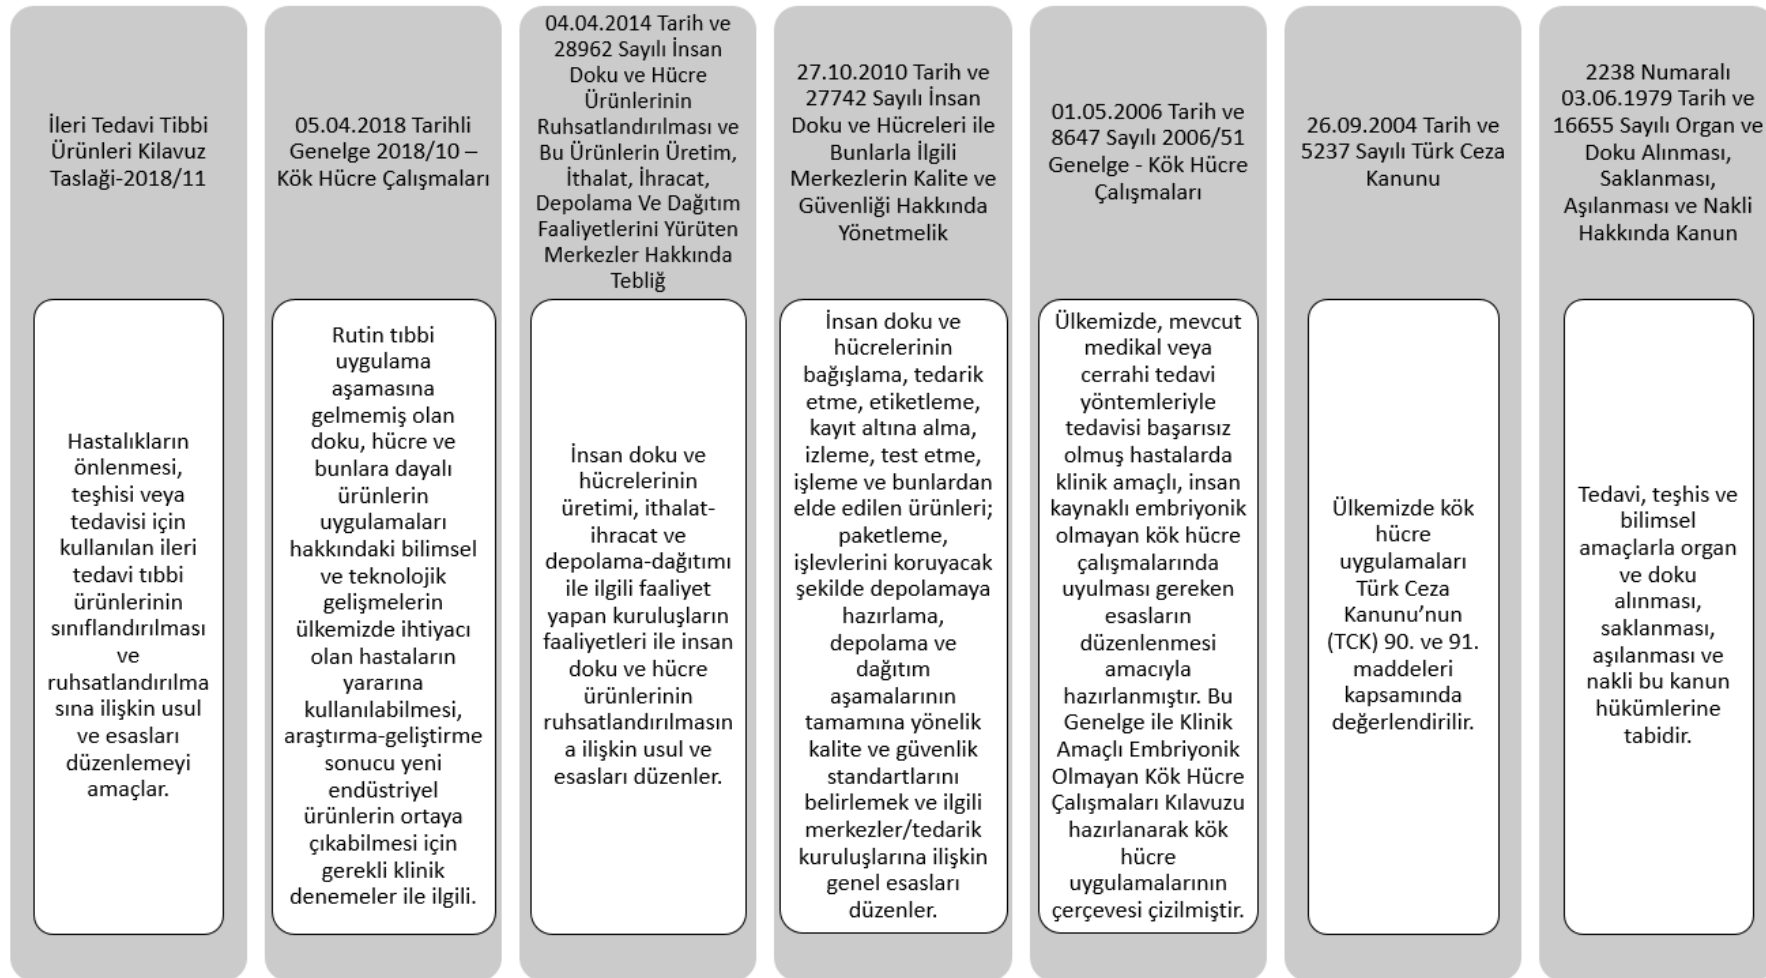 İleri Tedavi Tibbi
Ürünleri Kilavuz
Taslaği-2018/11
Hastalıkların
önlenmesi,
teşhisi veya
tedavisi için
kullanılan ileri
tedavi tıbbi
ürünlerinin
sınıflandırılması
ve
ruhsatlandırılma
sına ilişkin usul
ve esasları
düzenlemeyi
amaçlar.
05.04.2018 Tarihli
Genelge 2018/10 –
Kök Hücre Çalışmaları
Rutin tıbbi
uygulama
aşamasına
gelmemiş olan
doku, hücre ve
bunlara dayalı
ürünlerin
uygulamaları
hakkındaki bilimsel
ve teknolojik
gelişmelerin
ülkemizde ihtiyacı
olan hastaların
yararına
kullanılabilmesi,
araştırma-geliştirme
sonucu yeni
endüstriyel
ürünlerin ortaya
çıkabilmesi için
gerekli klinik
denemeler ile ilgili.
04.04.2014 Tarih ve
28962 Sayılı İnsan
Doku ve Hücre
Ürünlerinin
Ruhsatlandırılması ve
Bu Ürünlerin Üretim,
İthalat, İhracat,
Depolama Ve Dağıtım
Faaliyetlerini Yürüten
Merkezler Hakkında
Tebliğ
İnsan doku ve
hücrelerinin
üretimi, ithalat-
ihracat ve
depolama-dağıtımı
ile ilgili faaliyet
yapan kuruluşların
faaliyetleri ile insan
doku ve hücre
ürünlerinin
ruhsatlandırılmasın
a ilişkin usul ve
esasları düzenler.
27.10.2010 Tarih ve
27742 Sayılı İnsan
Doku ve Hücreleri ile
Bunlarla İlgili
Merkezlerin Kalite ve
Güvenliği Hakkında
Yönetmelik
İnsan doku ve
hücrelerinin
bağışlama, tedarik
etme, etiketleme,
kayıt altına alma,
izleme, test etme,
işleme ve bunlardan
elde edilen ürünleri;
paketleme,
işlevlerini koruyacak
şekilde depolamaya
hazırlama,
depolama ve
dağıtım
aşamalarının
tamamına yönelik
kalite ve güvenlik
standartlarını
belirlemek ve ilgili
merkezler/tedarik
kuruluşlarına ilişkin
genel esasları
düzenler.
01.05.2006 Tarih ve
8647 Sayılı 2006/51
Genelge - Kök Hücre
Çalışmaları
Ülkemizde, mevcut
medikal veya
cerrahi tedavi
yöntemleriyle
tedavisi başarısız
olmuş hastalarda
klinik amaçlı, insan
kaynaklı embriyonik
olmayan kök hücre
çalışmalarında
uyulması gereken
esasların
düzenlenmesi
amacıyla
hazırlanmıştır. Bu
Genelge ile Klinik
Amaçlı Embriyonik
Olmayan Kök Hücre
Çalışmaları Kılavuzu
hazırlanarak kök
hücre
uygulamalarının
çerçevesi çizilmiştir.
26.09.2004 Tarih ve
5237 Sayılı Türk Ceza
Kanunu
Ülkemizde kök
hücre
uygulamaları
Türk Ceza
Kanunu’nun
(TCK) 90. ve 91.
maddeleri
kapsamında
değerlendirilir.
2238 Numaralı
03.06.1979 Tarih ve
16655 Sayılı Organ ve
Doku Alınması,
Saklanması,
Aşılanması ve Nakli
Hakkında Kanun
Tedavi, teşhis ve
bilimsel
amaçlarla organ
ve doku
alınması,
saklanması,
aşılanması ve
nakli bu kanun
hükümlerine
tabidir.